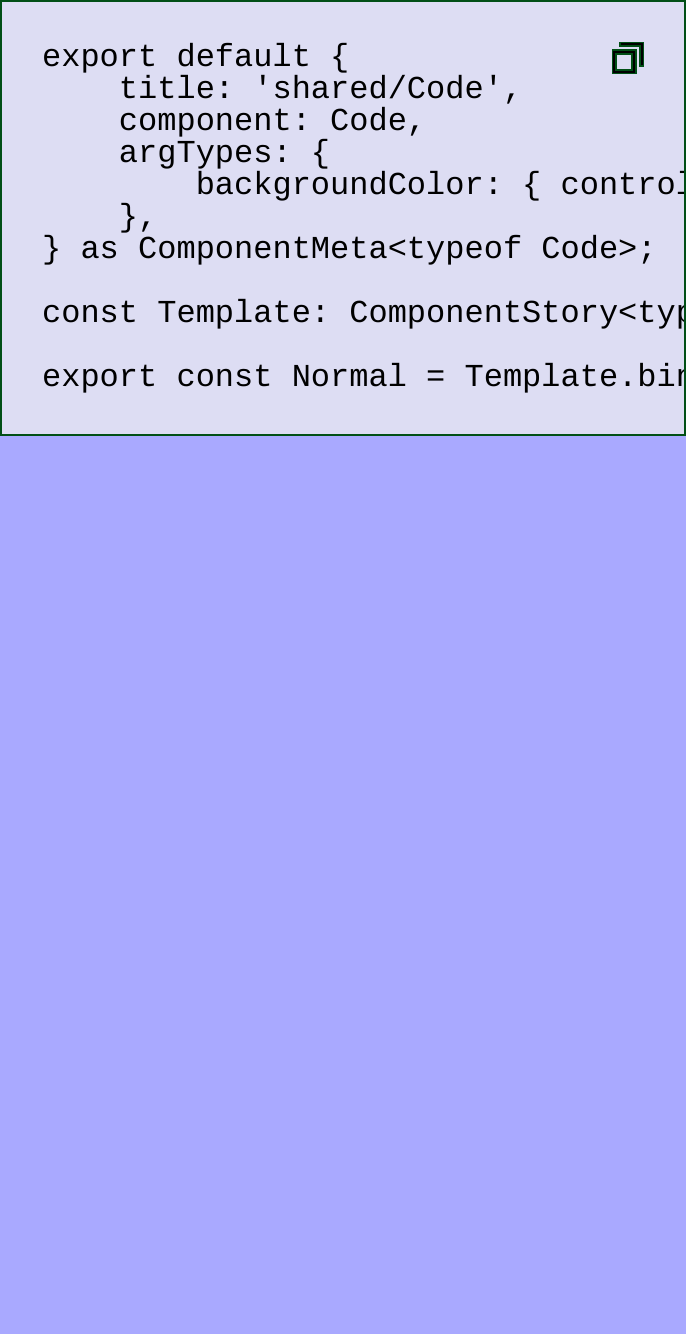 export default {
    title: 'shared/Code',
    component: Code,
    argTypes: {
        backgroundColor: { control
    },
} as ComponentMeta<typeof Code>;

const Template: ComponentStory<typ

export const Normal = Template.bin